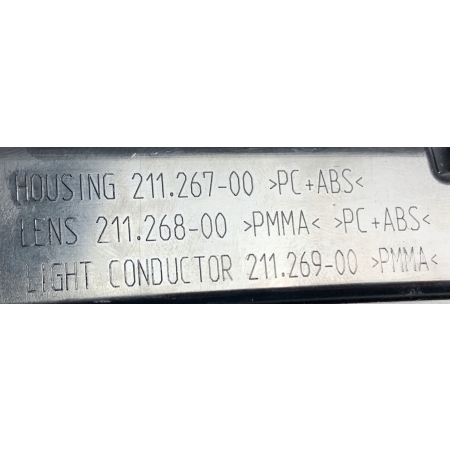 HOUSING 211.267-00 >PC+ABS<
LENS 211.268-00 >PMMA< >PC+ABS<
LIGHT CONDUCTOR 211.269-00 >PMMA<